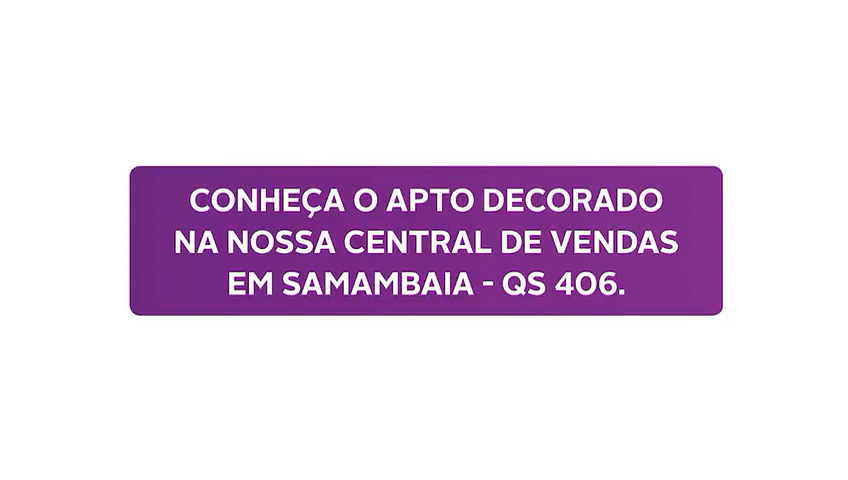 CONHEÇA O APTO DECORADO
NA NOSSA CENTRAL DE VENDAS
EM SAMAMBAIA - QS 406.